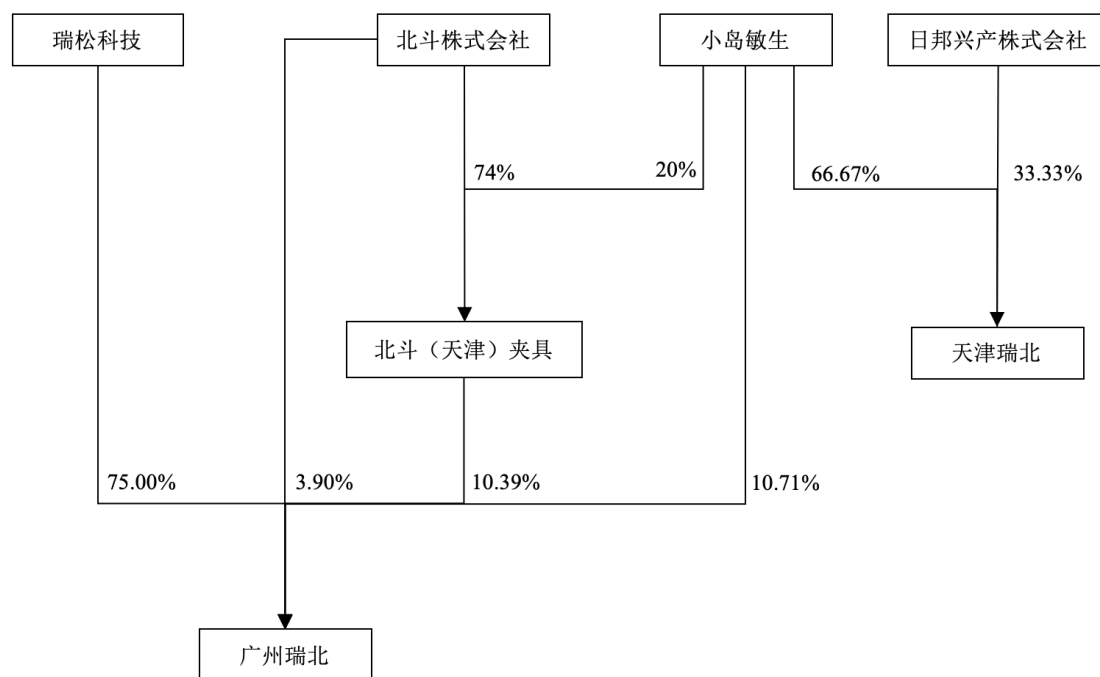 瑞松科技
北斗株式会社
小岛敏生
日邦兴产株式会社
74%
20%
66.67%
33.33%
北斗（天津）夹具
天津瑞北
75.00%
3.90%
10.39%
10.71%
广州瑞北